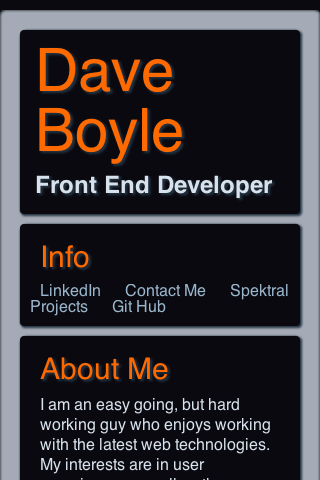 Dave
Boyle
Front End Developer
Info
LinkedIn Contact Me Spektral
Projects Git Hub
About Me
I am an easy going, but hard
working guy who enjoys working
with the latest web technologies.
My interests are in user